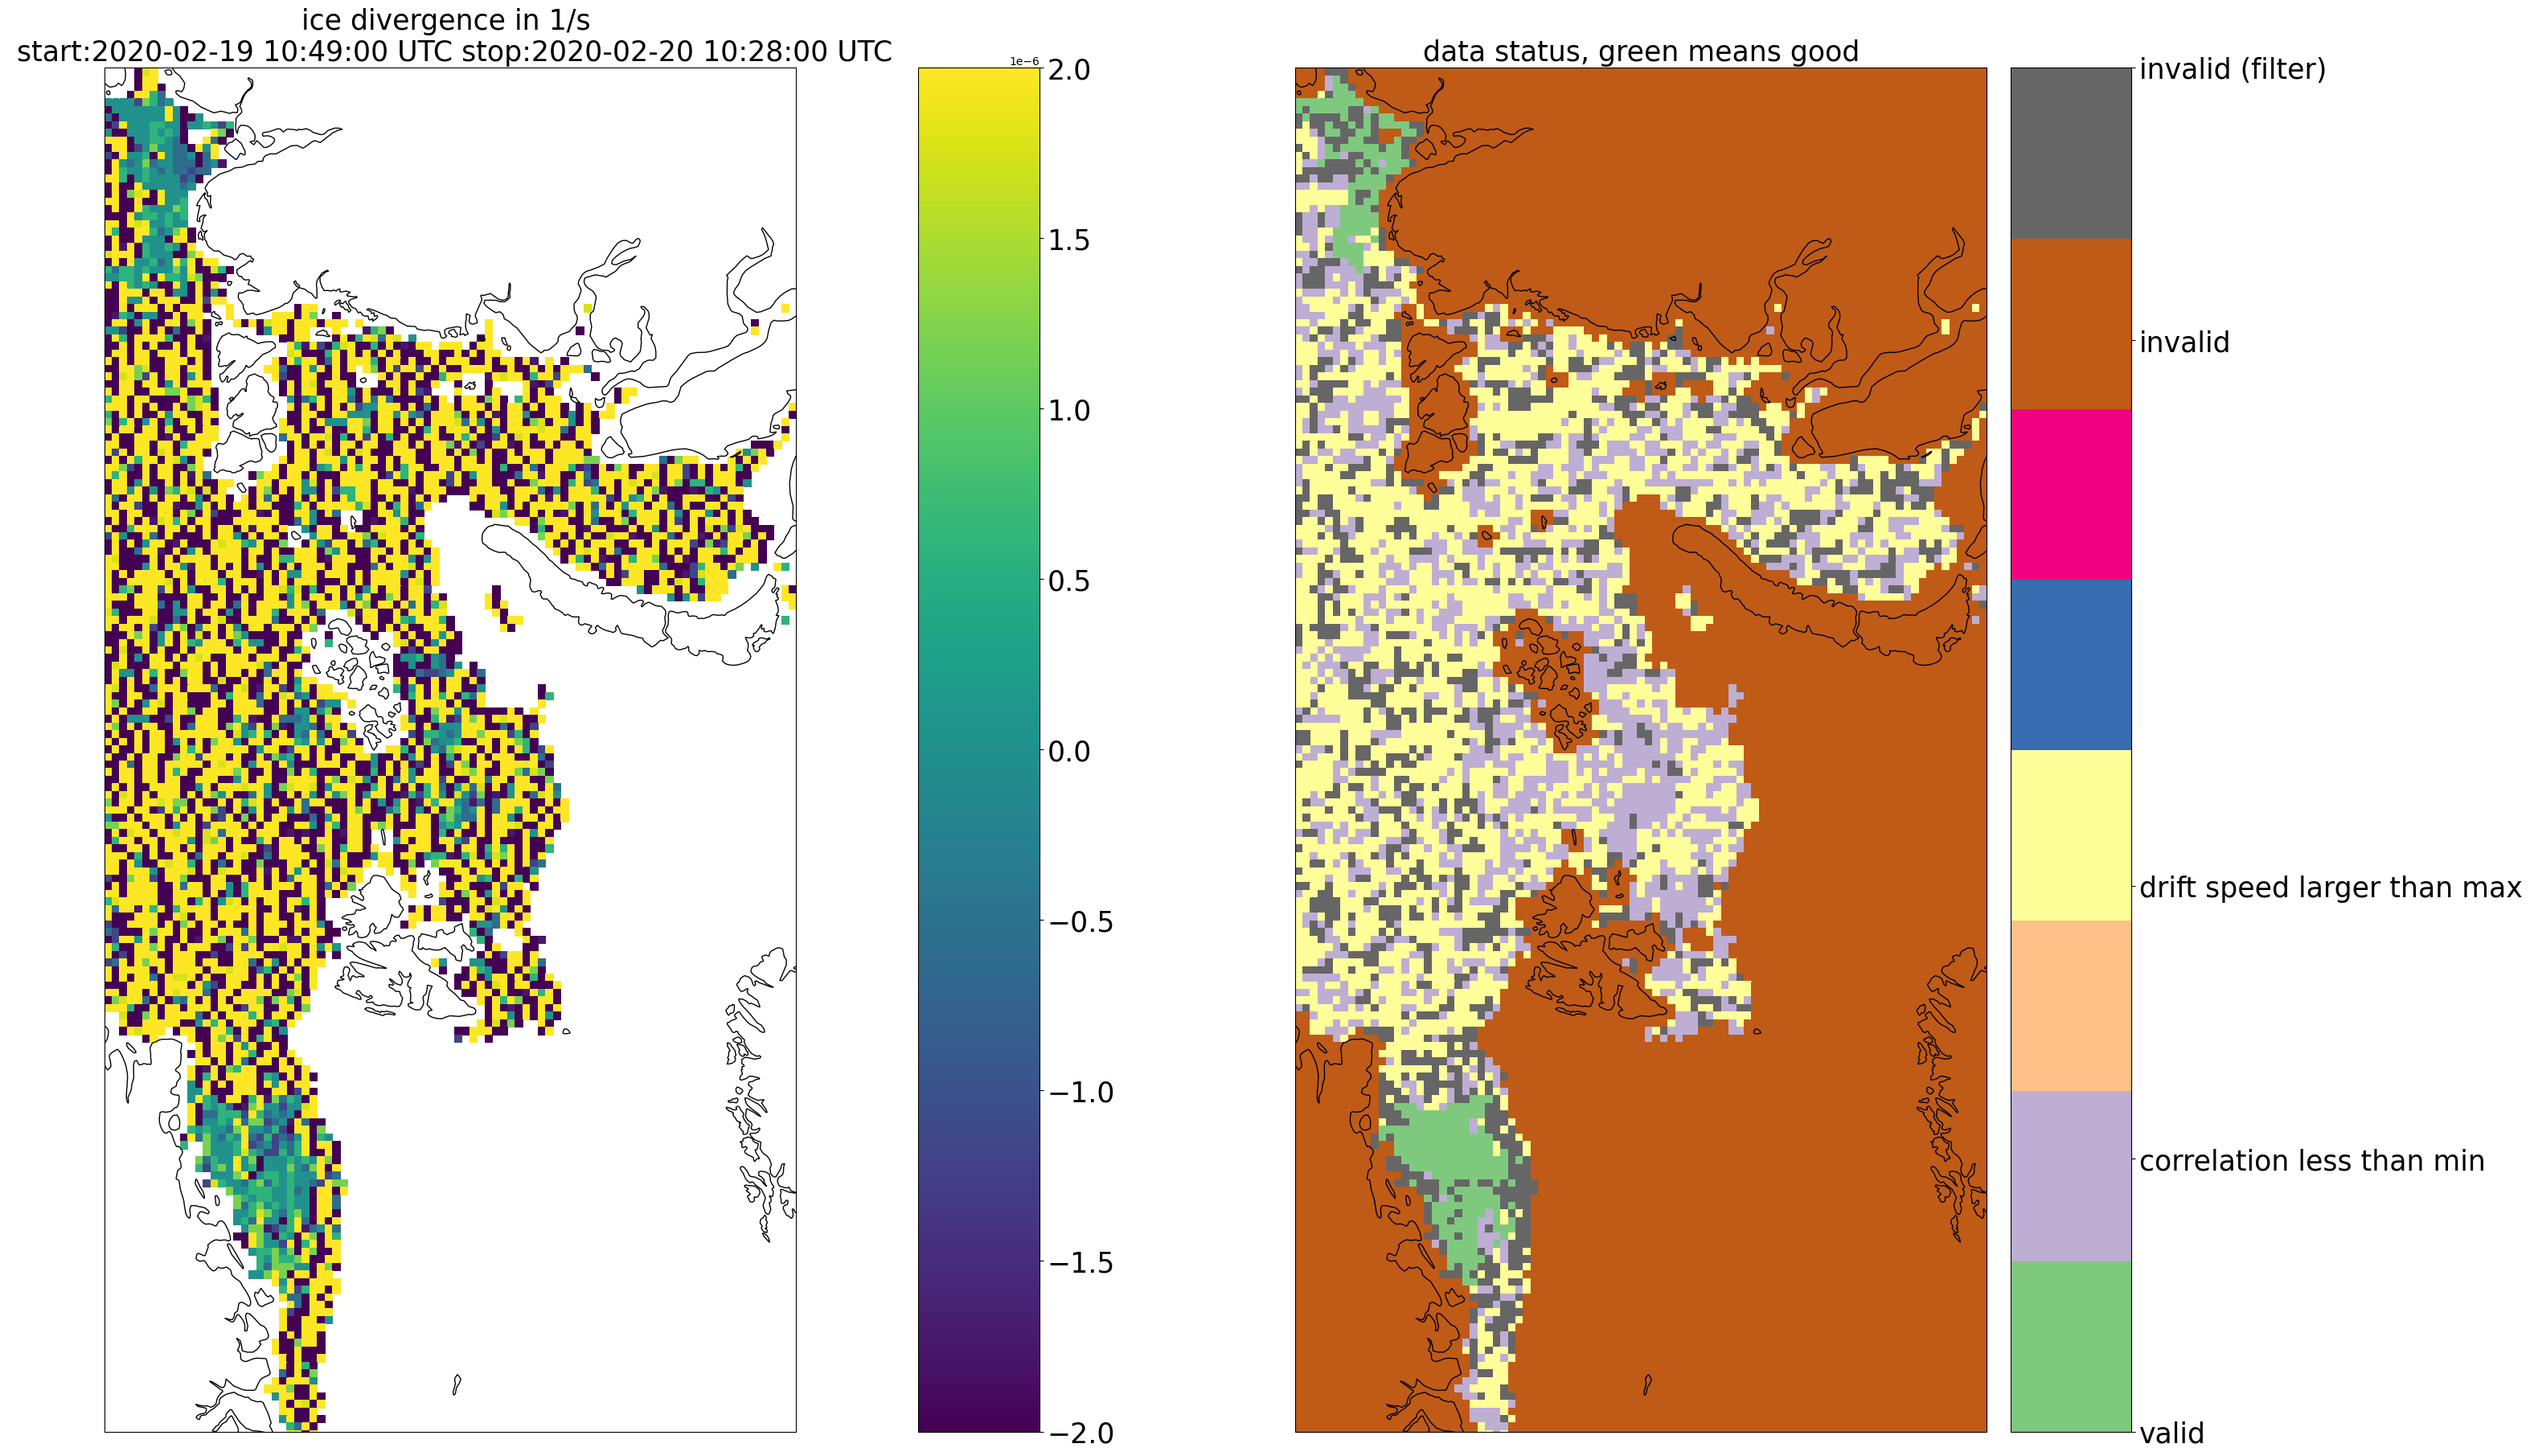 ice divergence in 1/s
start:2020-02-19 10:49:00 UTC stop:2020-02-20 10:28:00 UTC
1e−6
2.0
1.5
1.0
0.5
0.0
−0.5
−1.0
−1.5
−2.0
data status, green means good
invalid (filter)
invalid
drift speed larger than max
correlation less than min
valid